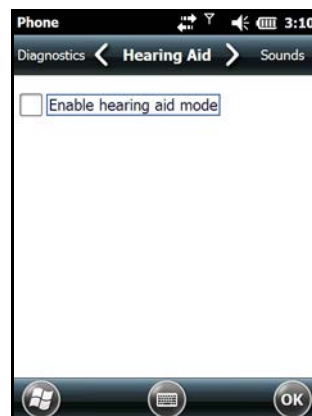 Phone 3:10
Diagnostics Hearing Aid Sounds
Enable hearing aid mode
OK